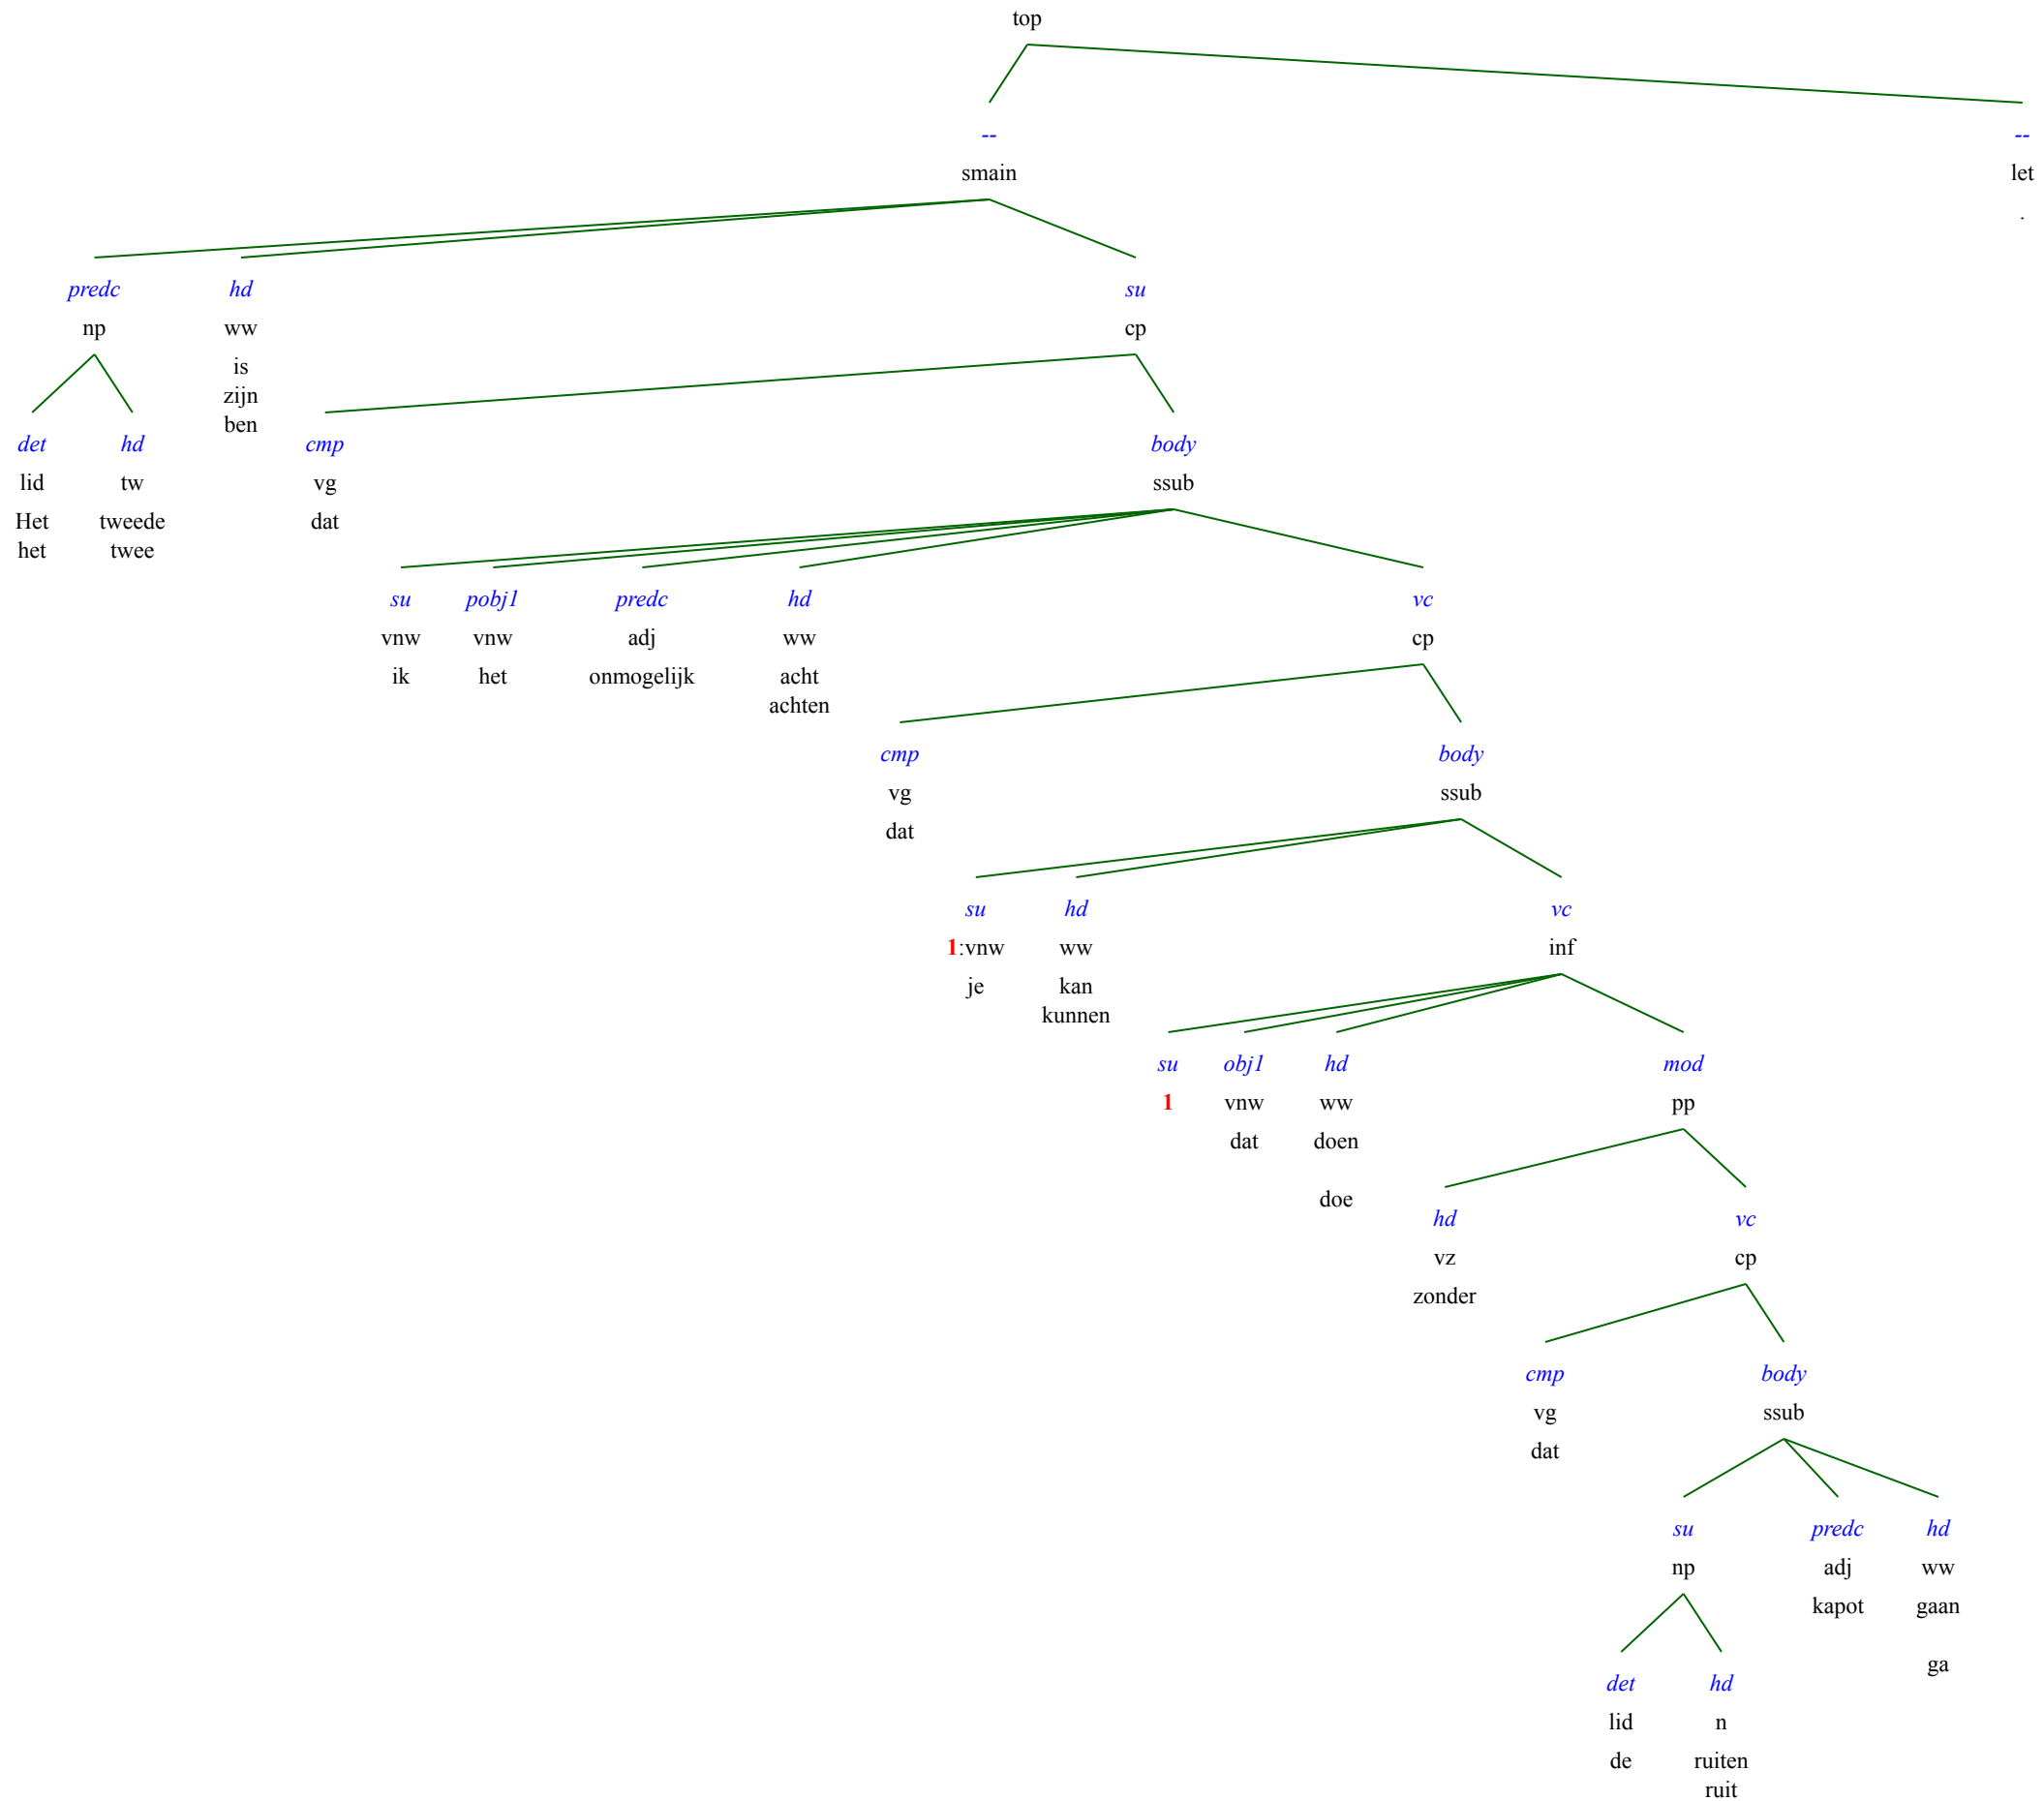 top
-- --
smain let
.
predc hd su
np ww cp
is
zijn
ben
det hd cmp body
lid tw vg ssub
Het tweede dat
het twee
su pobj1 predc hd vc
vnw vnw adj ww cp
ik het onmogelijk acht
achten
cmp body
vg ssub
dat
su hd vc
1:vnw ww inf
je kan
kunnen
su obj1 hd mod
1 vnw ww pp
dat doen
doe
hd vc
vz cp
zonder
cmp body
vg ssub
dat
su predc hd
np adj ww
kapot gaan
ga
det hd
lid n
de ruiten
ruit